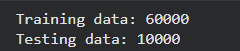 Training data: 60000
Testing data: 10000